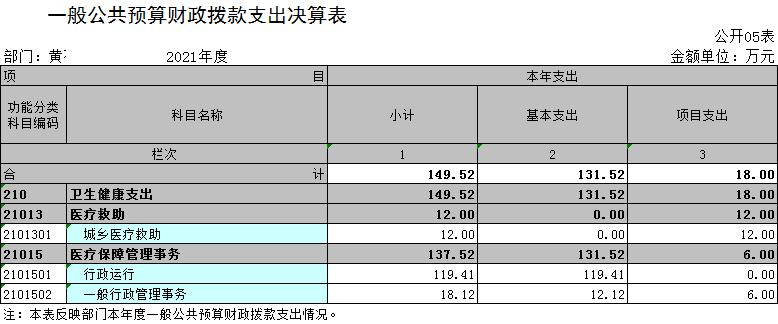 一般公共预算财政拨款支出决算表
公开05表
部门：黄 2021年度 金额单位：万元
项 目 本年支出
功能分类科目编码 科目名称 小计 基本支出 项目支出
栏次 1 2 3
合 计 149.52 131.52 18.00
210 卫生健康支出 149.52 131.52 18.00
21013 医疗救助 12.00 0.00 12.00
2101301 城乡医疗救助 12.00 0.00 12.00
21015 医疗保障管理事务 137.52 131.52 6.00
2101501 行政运行 119.41 119.41 0.00
2101502 一般行政管理事务 18.12 12.12 6.00
注：本表反映部门本年度一般公共预算财政拨款支出情况。